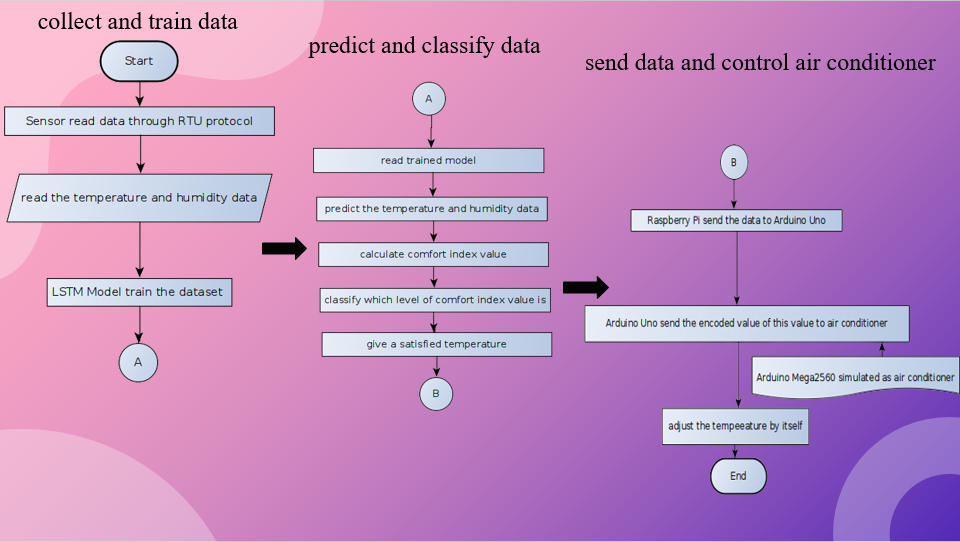 collect and train data
Start
Sensor read data through RTU protocol
read the temperature and humidity data
LSTM Model train the dataset
A
predict and classify data
A
read trained model
predict the temperature and humidity data
calculate comfort index value
classify which level of comfort index value is
give a satisfied temperature
B
send data and control air conditioner
B
Raspberry Pi send the data to Arduino Uno
Arduino Uno send the encoded value of this value to air conditioner
Arduino Mega2560 simulated as air conditioner
adjust the tempeeature by itself
End